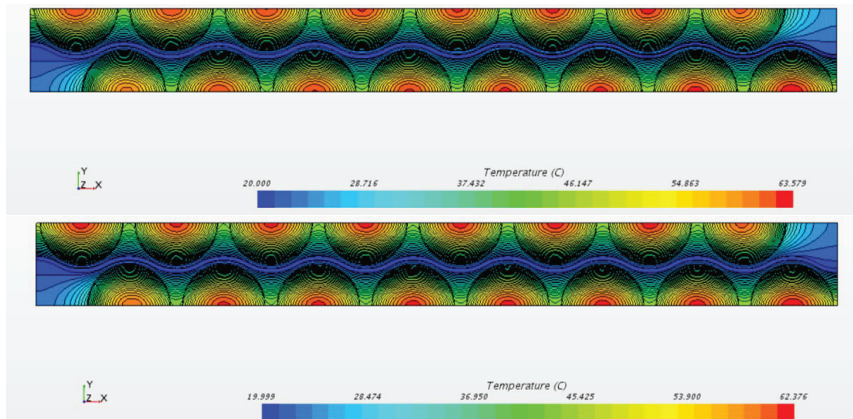 Y
Z X
Temperature (C)
20.000 28.716 37.432 46.147 54.863 63.579
Y
Z X
Temperature (C)
19.999 28.474 36.950 45.425 53.900 62.376